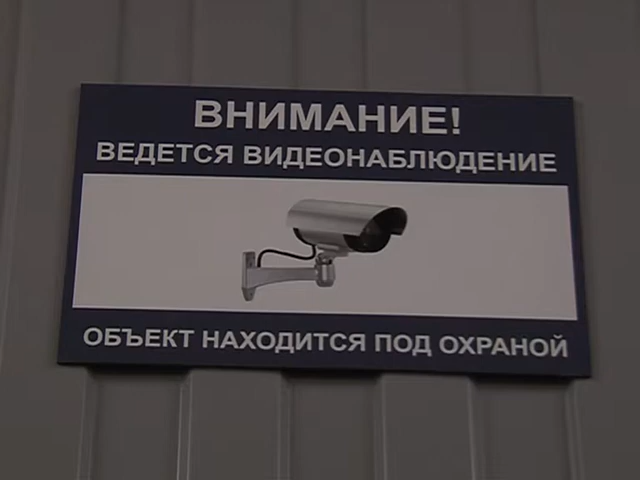 ВНИМАНИЕ!
ВЕДЕТСЯ ВИДЕОНАБЛЮДЕНИЕ
ОБЪЕКТ НАХОДИТСЯ ПОД ОХРАНОЙ